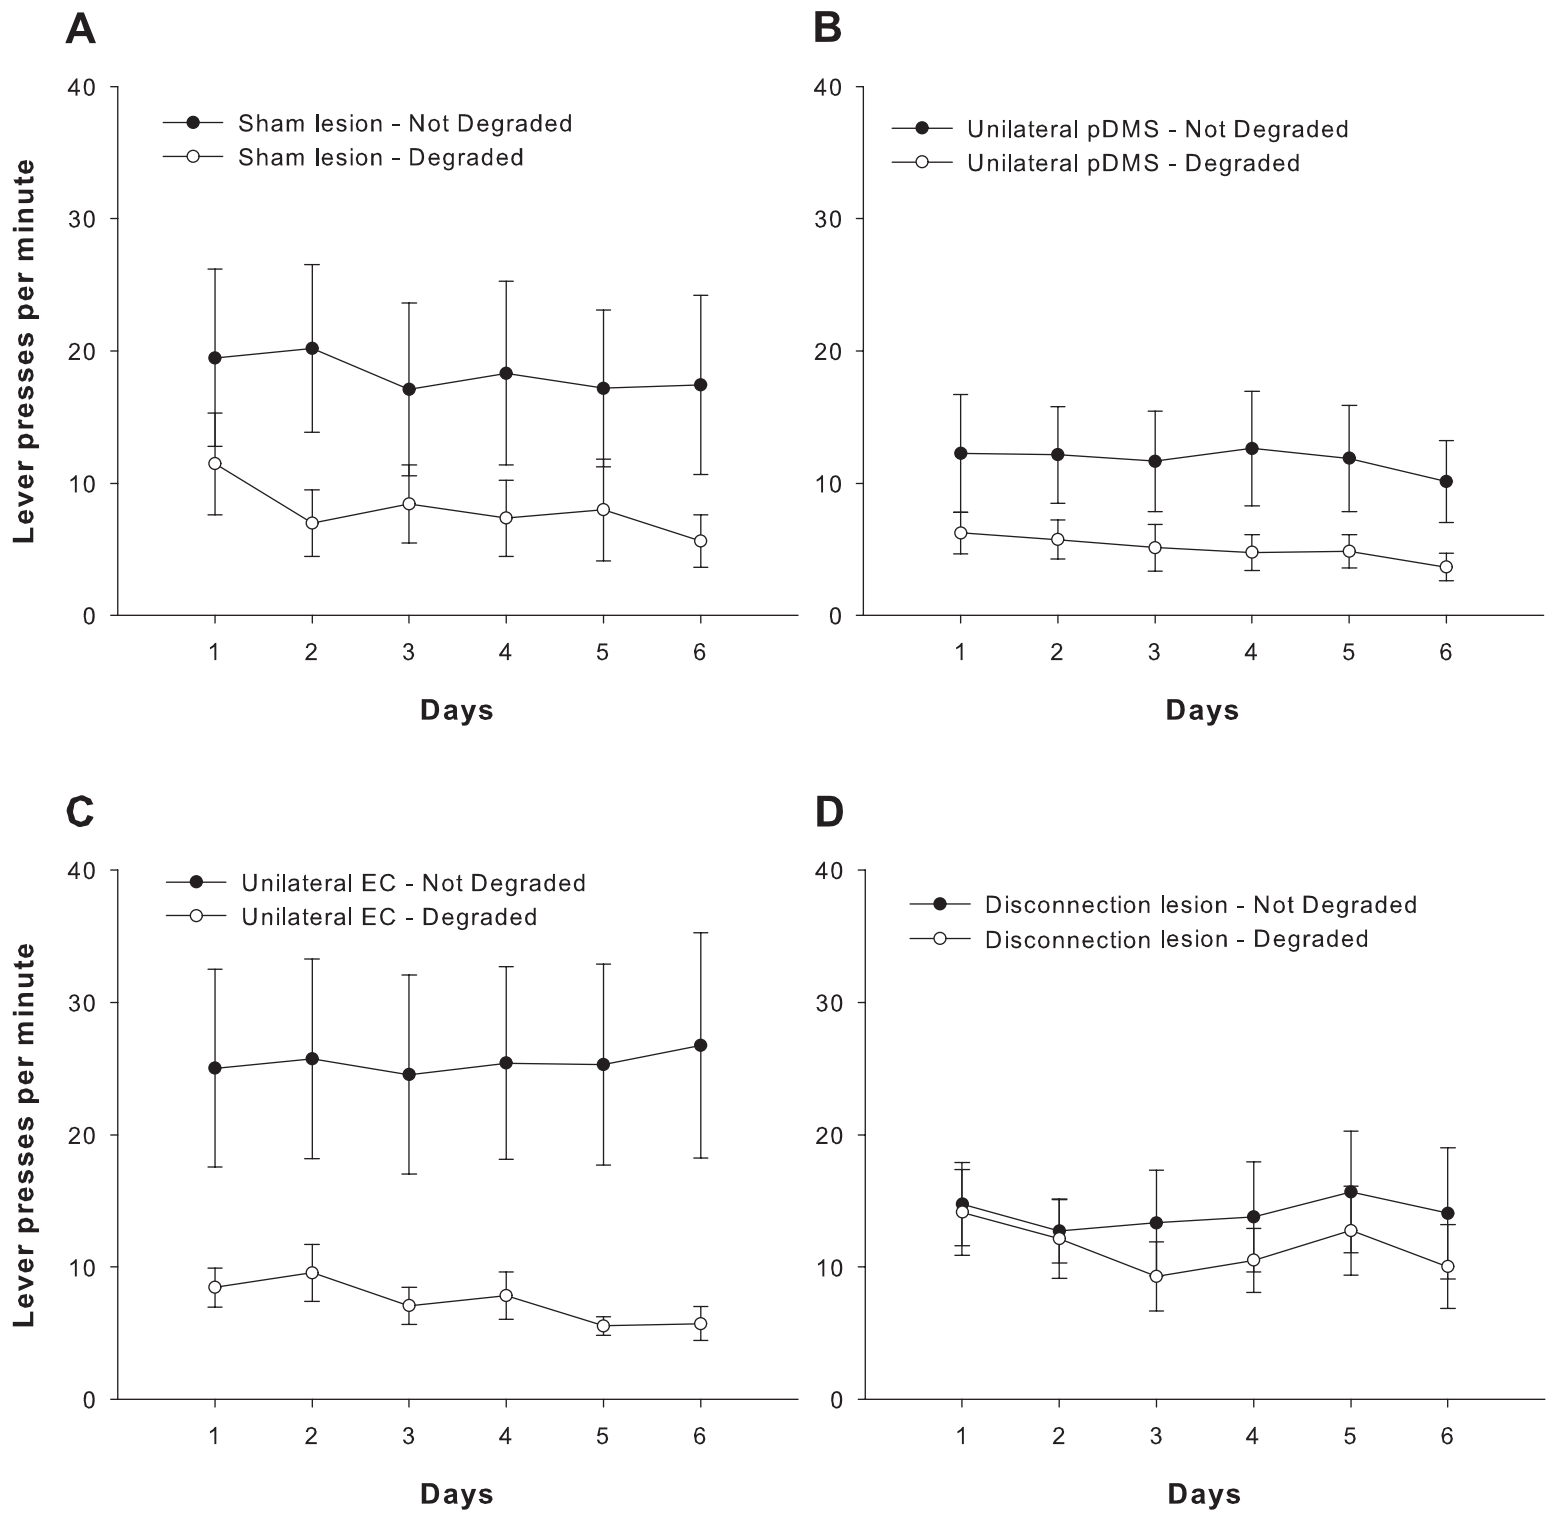 A
40
30
20
10
0
Lever presses per minute
Sham lesion - Not Degraded
Sham lesion - Degraded
1 2 3 4 5 6
Days
B
40
30
20
10
0
Unilateral pDMS - Not Degraded
Unilateral pDMS - Degraded
1 2 3 4 5 6
Days
C
40
30
20
10
0
Lever presses per minute
Unilateral EC - Not Degraded
Unilateral EC - Degraded
1 2 3 4 5 6
Days
D
40
30
20
10
0
Disconnection lesion - Not Degraded
Disconnection lesion - Degraded
1 2 3 4 5 6
Days